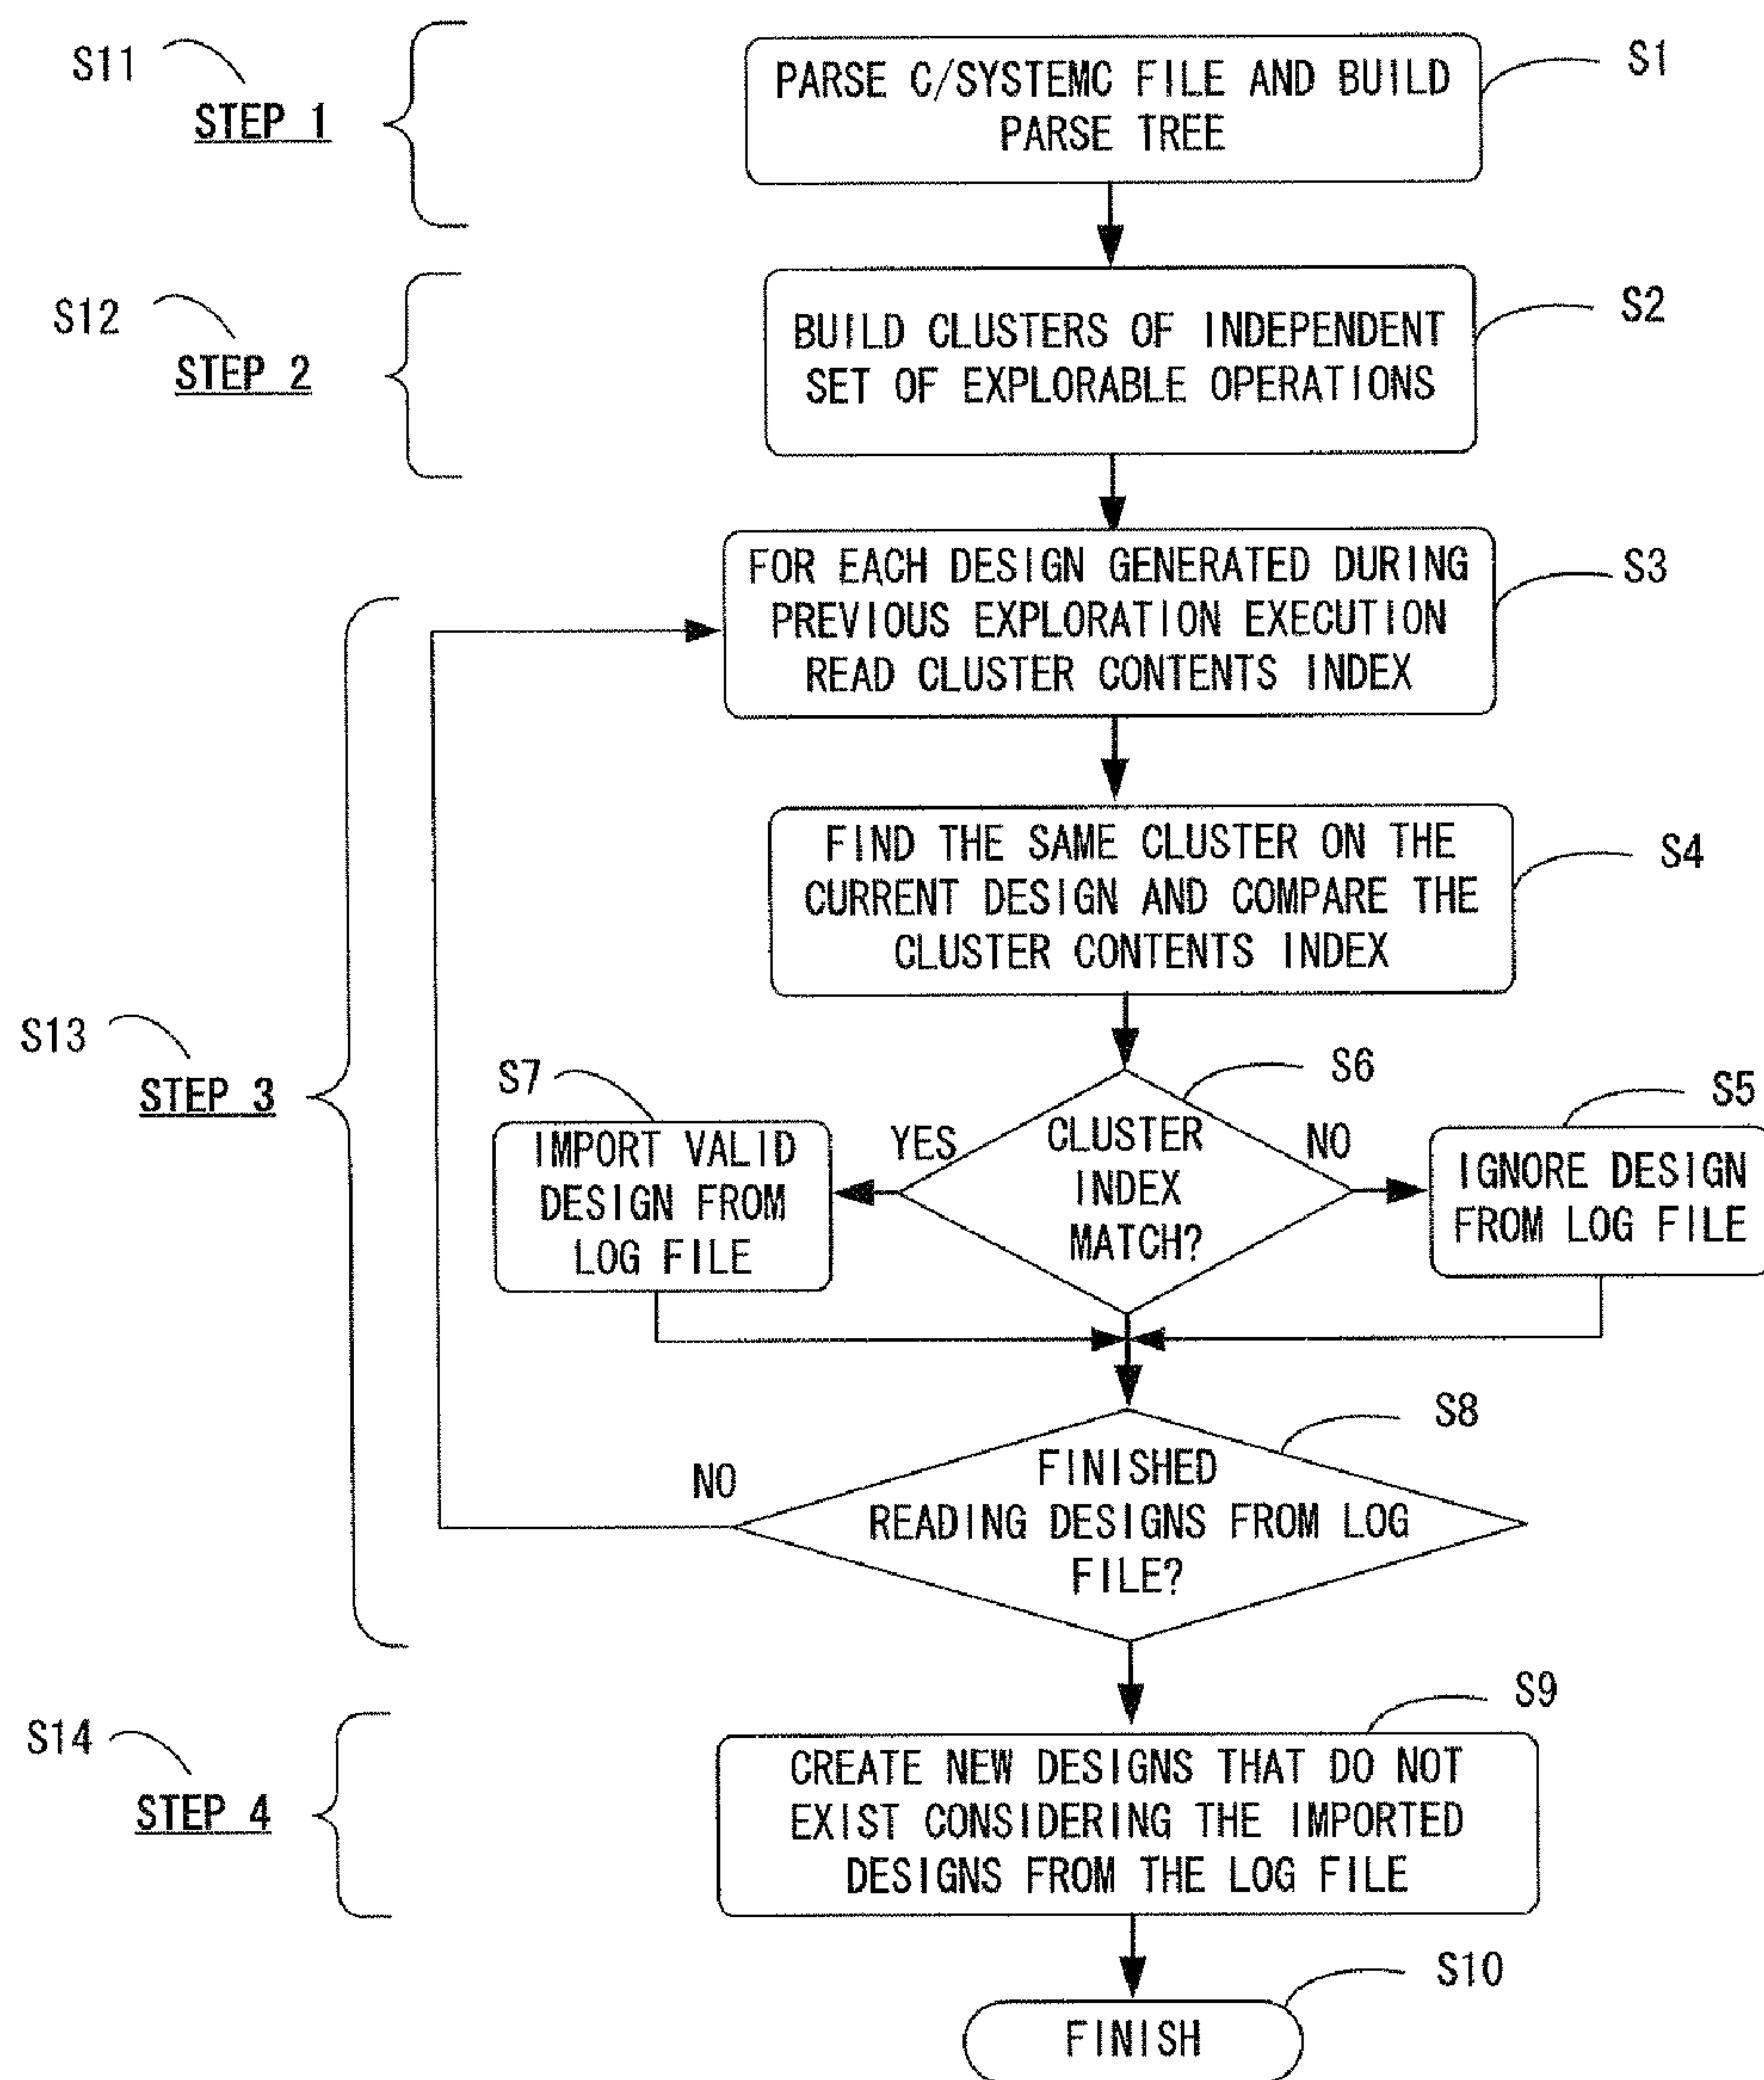 S11
STEP 1
PARSE C/SYSTEMC FILE AND BUILD
PARSE TREE
S1
S12
STEP 2
BUILD CLUSTERS OF INDEPENDENT
SET OF EXPLORABLE OPERATIONS
S2
FOR EACH DESIGN GENERATED DURING
PREVIOUS EXPLORATION EXECUTION
READ CLUSTER CONTENTS INDEX
S3
FIND THE SAME CLUSTER ON THE
CURRENT DESIGN AND COMPARE THE
CLUSTER CONTENTS INDEX
S4
S13
STEP 3
S7
IMPORT VALID
DESIGN FROM
LOG FILE
YES
S6
CLUSTER
INDEX
MATCH?
NO
S5
IGNORE DESIGN
FROM LOG FILE
S8
NO
FINISHED
READING DESIGNS FROM LOG
FILE?
S14
STEP 4
S9
CREATE NEW DESIGNS THAT DO NOT
EXIST CONSIDERING THE IMPORTED
DESIGNS FROM THE LOG FILE
S10
FINISH